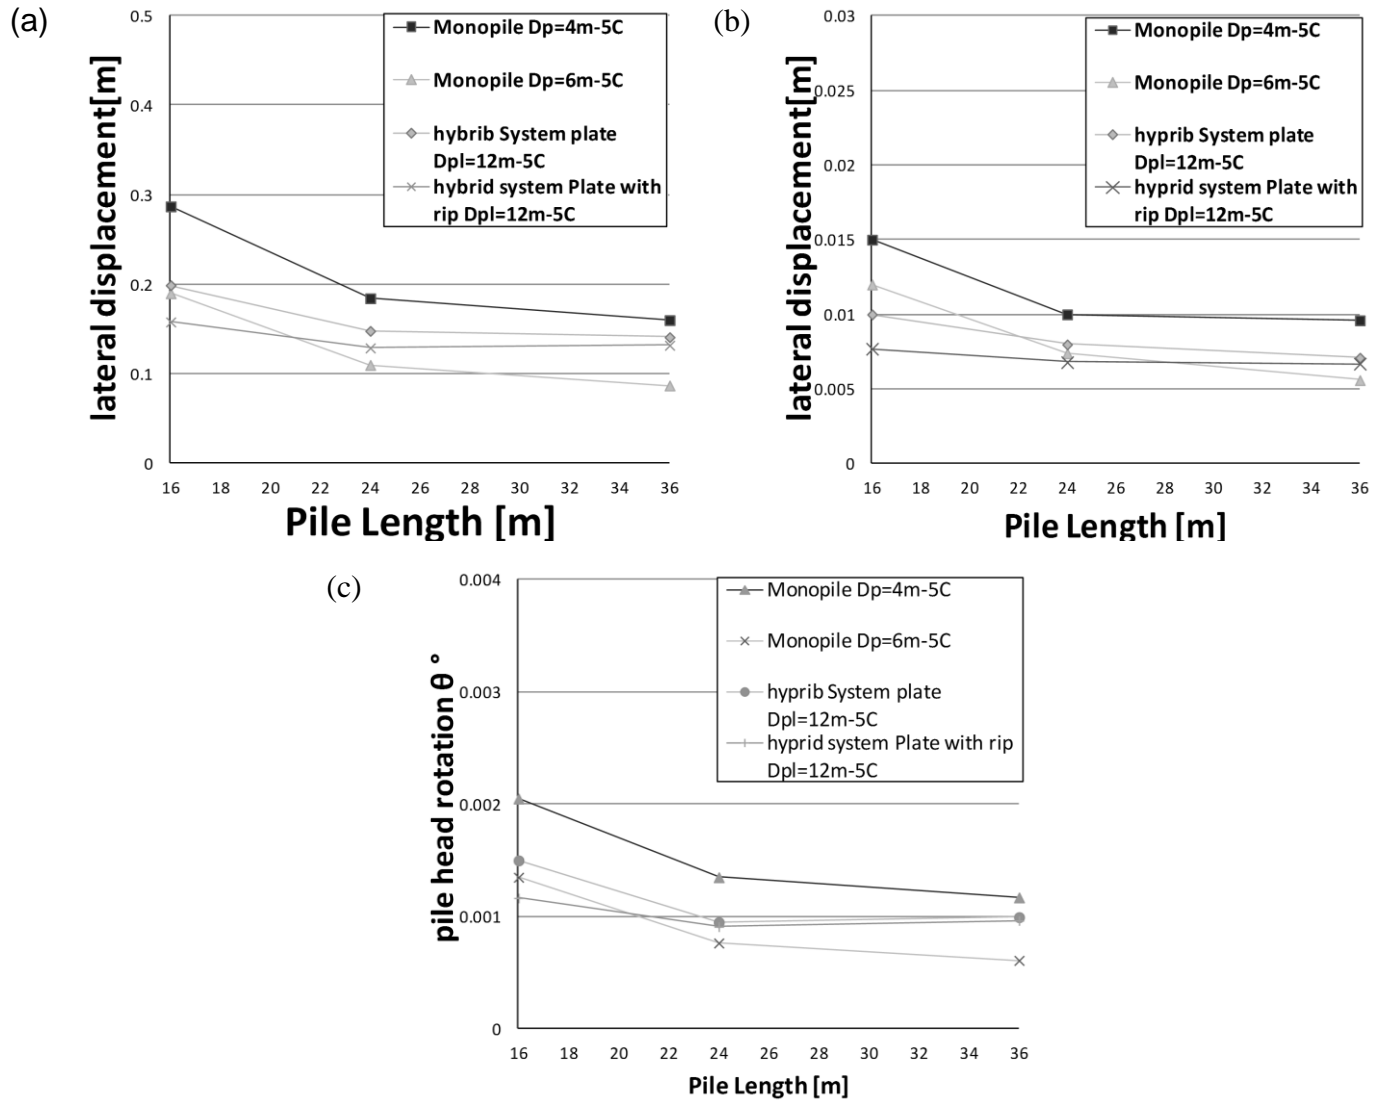 (a)
lateral displacement[m]
0.5
0.4
0.3
0.2
0.1
0
Monopile Dp=4m-5C
Monopile Dp=6m-5C
hybrib System plate
Dpl=12m-5C
hybrid system Plate with
rip Dpl=12m-5C
16 18 20 22 24 26 28 30 32 34 36
Pile Length [m]
(b)
lateral displacement[m]
0.03
0.025
0.02
0.015
0.01
0.005
0
Monopile Dp=4m-5C
Monopile Dp=6m-5C
hyprib System plate
Dpl=12m-5C
hyprid system Plate with
rip Dpl=12m-5C
16 18 20 22 24 26 28 30 32 34 36
Pile Length [m]
(c)
pile head rotation θ °
0.004
0.003
0.002
0.001
0
Monopile Dp=4m-5C
Monopile Dp=6m-5C
hyprib System plate
Dpl=12m-5C
hyprid system Plate with rip
Dpl=12m-5C
16 18 20 22 24 26 28 30 32 34 36
Pile Length [m]